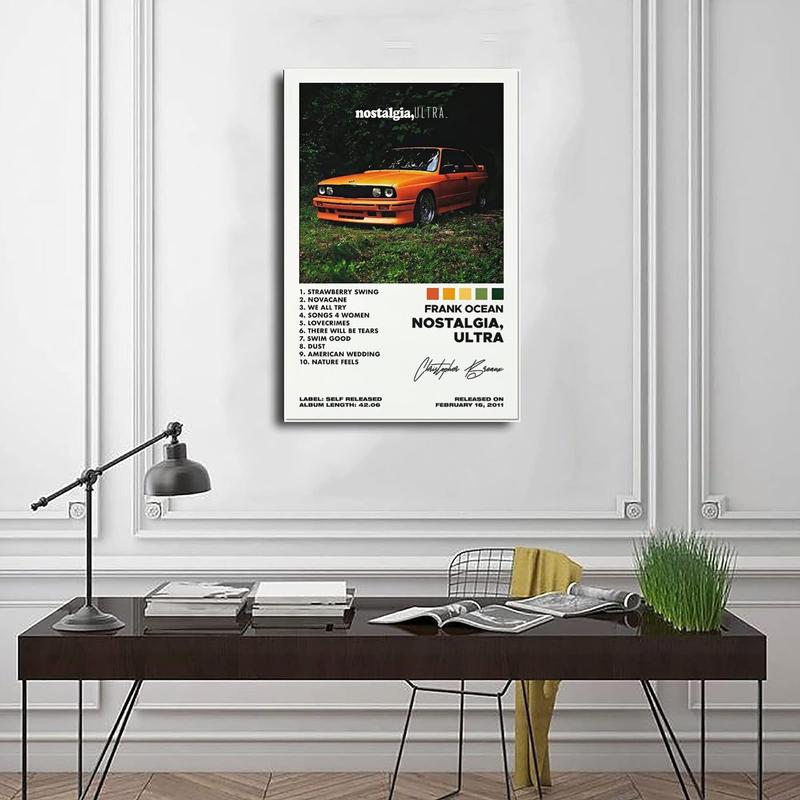 nostalgia,ULTRA.
1. STRAWBERRY SWING
2. NOVACANE
3. WE ALL TRY
4. SONGS 4 WOMEN
5. LOVECRIMES
6. THERE WILL BE TEARS
7. SWIM GOOD
8. DUST
9. AMERICAN WEDDING
10. NATURE FEELS
FRANK OCEAN
NOSTALGIA,
ULTRA
Christopher Breaux
LABEL: SELF RELEASED
ALBUM LENGTH: 42.06
RELEASED ON
FEBRUARY 16, 2011